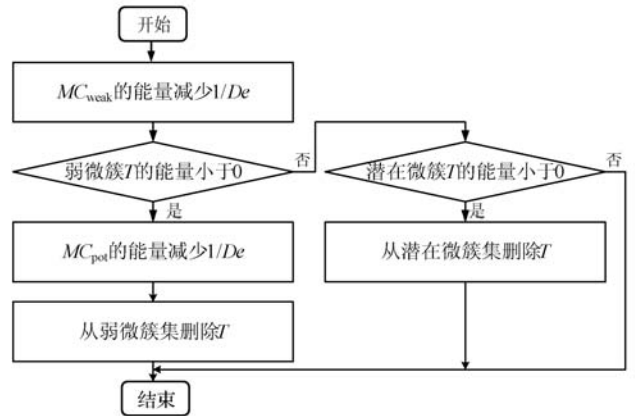 开始
MCweak的能量减少1/De
弱微簇T的能量小于0
否
是
MCpot的能量减少1/De
从弱微簇集删除T
潜在微簇T的能量小于0
否
是
从潜在微簇集删除T
结束